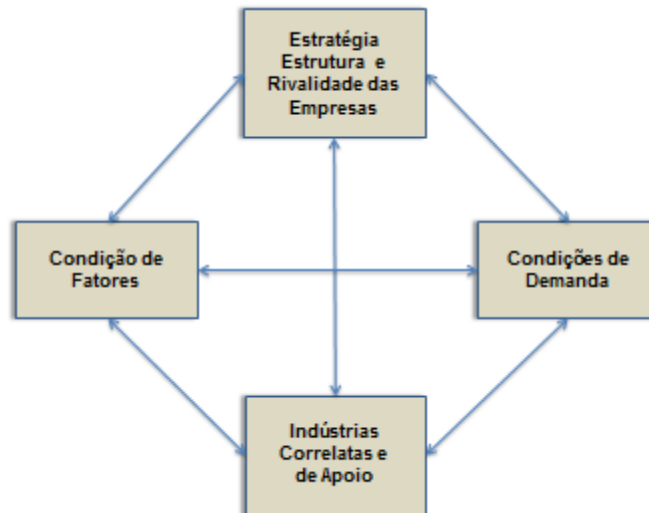 Estratégia
Estrutura e
Rivalidade das
Empresas
Condição de
Fatores
Condições de
Demanda
Indústrias
Correlatas e
de Apoio